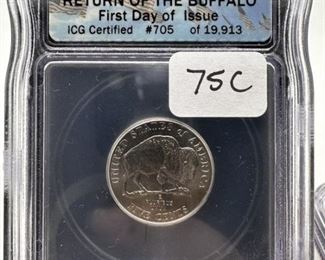 RETURN OF THE BUFFALO
First Day of Issue
ICG Certified #705 of 19,913
75C
UNITED STATES of AMERICA
FIVE CENTS